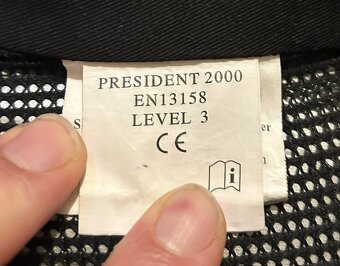 PRESIDENT 2000
EN13158
LEVEL 3
CE
i